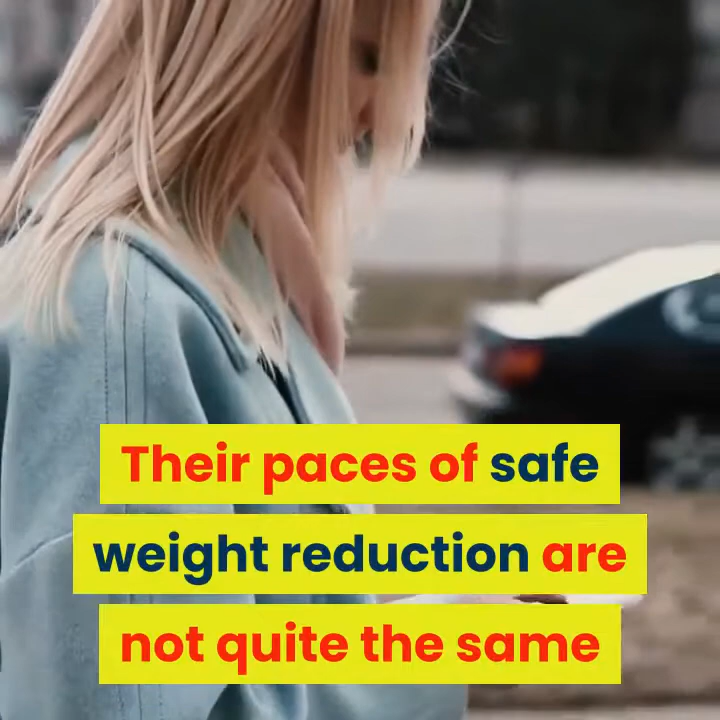 Their paces of safe
weight reduction are
not quite the same